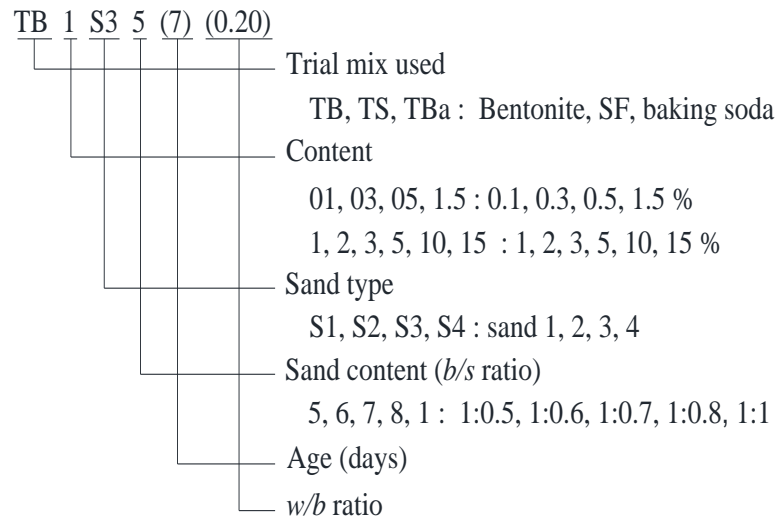 TB 1 S3 5 (7) (0.20)
Trial mix used
TB, TS, TBa : Bentonite, SF, baking soda
Content
01, 03, 05, 1.5 : 0.1, 0.3, 0.5, 1.5 %
1, 2, 3, 5, 10, 15 : 1, 2, 3, 5, 10, 15 %
Sand type
S1, S2, S3, S4 : sand 1, 2, 3, 4
Sand content (b/s ratio)
5, 6, 7, 8, 1 : 1:0.5, 1:0.6, 1:0.7, 1:0.8, 1:1
Age (days)
w/b ratio